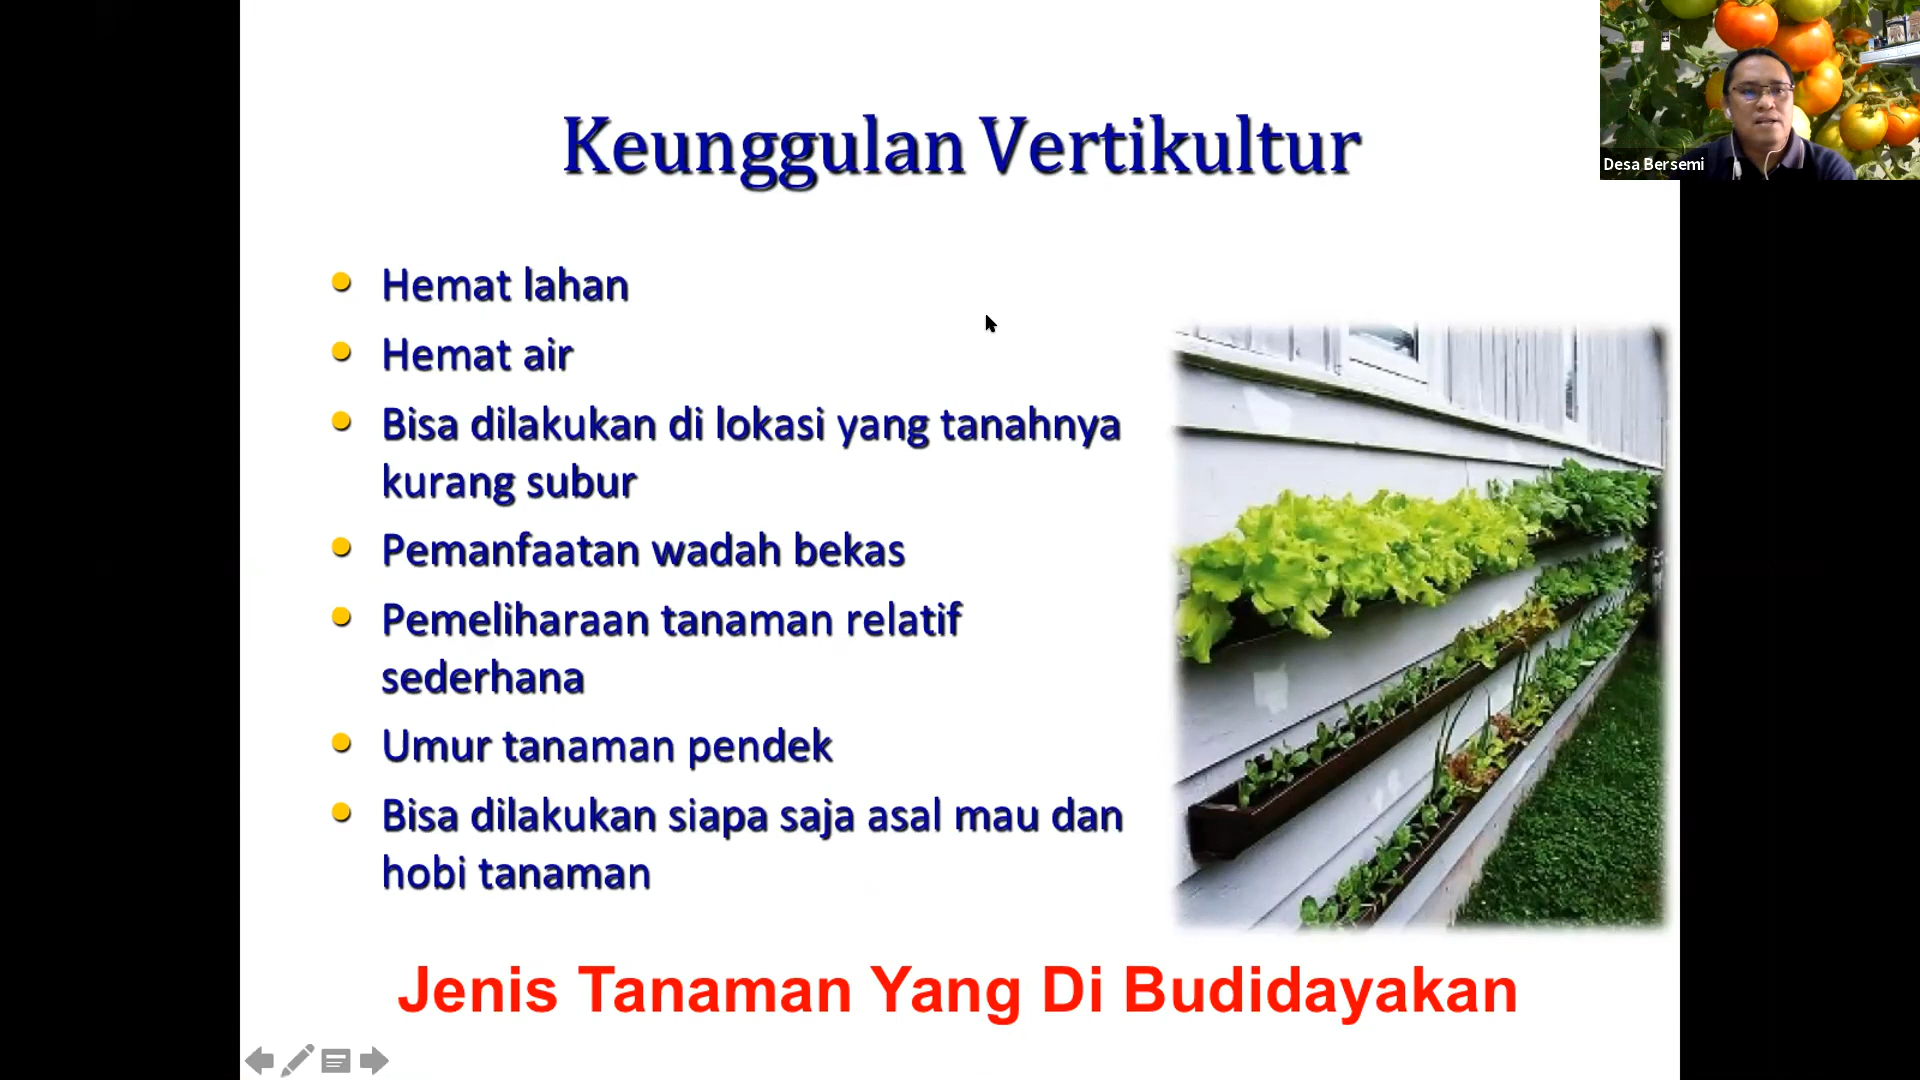 Keunggulan Vertikultur
Desa Bersemi
Hemat lahan
Hemat air
Bisa dilakukan di lokasi yang tanahnya
kurang subur
Pemanfaatan wadah bekas
Pemeliharaan tanaman relatif
sederhana
Umur tanaman pendek
Bisa dilakukan siapa saja asal mau dan
hobi tanaman
Jenis Tanaman Yang Di Budidayakan